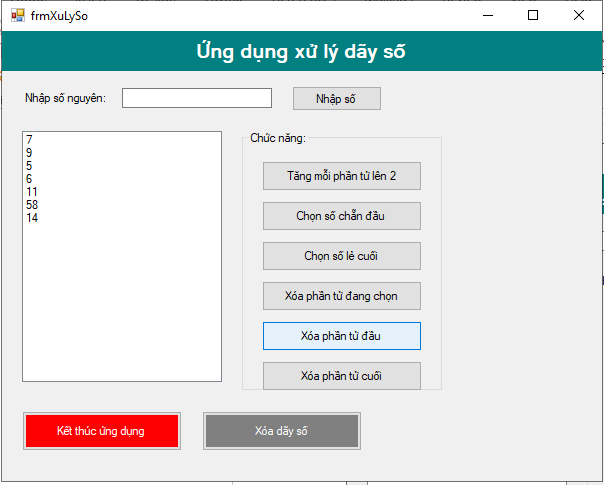 frmXuLySo
Ứng dụng xử lý dãy số
Nhập số nguyên:
Nhập số
7
9
5
6
11
58
14
Chức năng:
Tăng mỗi phần tử lên 2
Chọn số chẵn đầu
Chọn số lẻ cuối
Xóa phần tử đang chọn
Xóa phần tử đầu
Xóa phần tử cuối
Kết thúc ứng dụng
Xóa dãy số